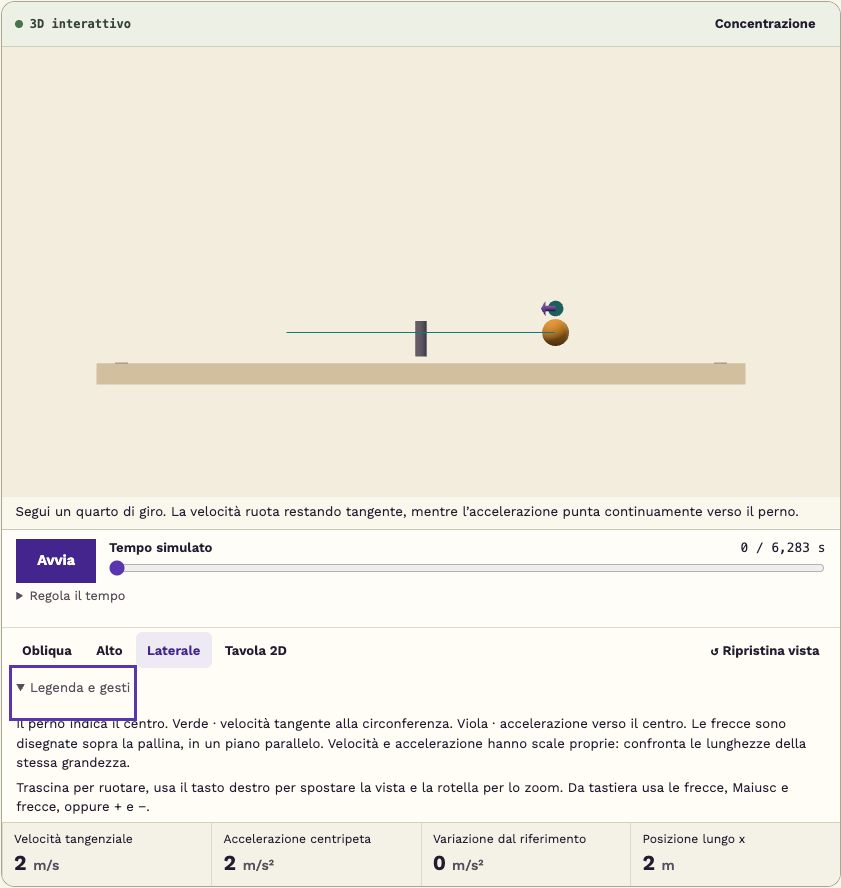 3D interattivo
Concentrazione
Segui un quarto di giro. La velocità ruota restando tangente, mentre l’accelerazione punta continuamente verso il perno.
Avvia
Tempo simulato
0 / 6,283 s
▶ Regola il tempo
Obliqua
Alto
Laterale
Tavola 2D
↺ Ripristina vista
▼ Legenda e gesti
Il perno indica il centro. Verde · velocità tangente alla circonferenza. Viola · accelerazione verso il centro. Le frecce sono
disegnate sopra la pallina, in un piano parallelo. Velocità e accelerazione hanno scale proprie: confronta le lunghezze della
stessa grandezza.
Trascina per ruotare, usa il tasto destro per spostare la vista e la rotella per lo zoom. Da tastiera usa le frecce, Maiusc e
frecce, oppure + e −.
Velocità tangenziale
2 m/s
Accelerazione centripeta
2 m/s²
Variazione dal riferimento
0 m/s²
Posizione lungo x
2 m